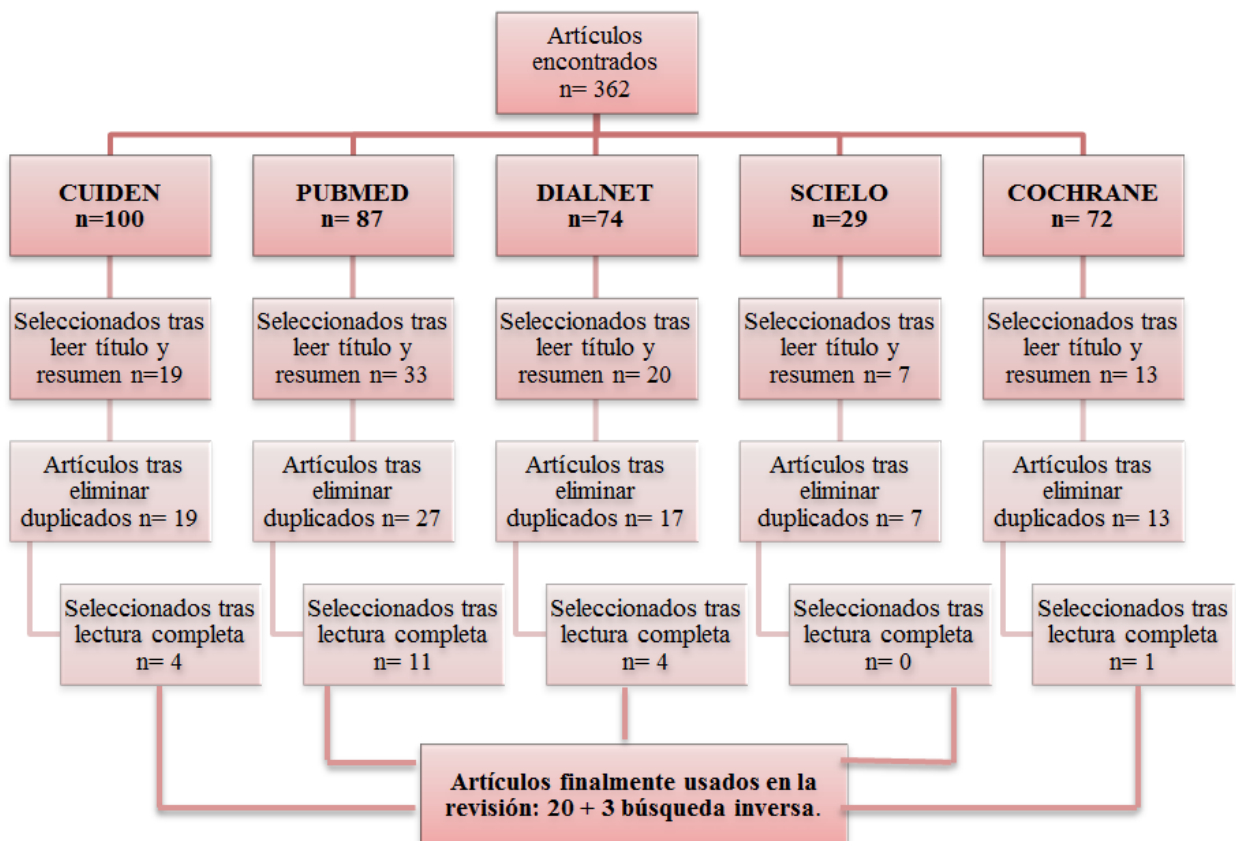 Artículos
encontrados
n= 362
CUIDEN
n=100
PUBMED
n= 87
DIALNET
n=74
SCIELO
n=29
COCHRANE
n= 72
Seleccionados tras
leer título y
resumen n=19
Seleccionados tras
leer título y
resumen n= 33
Seleccionados tras
leer título y
resumen n= 20
Seleccionados tras
leer título y
resumen n= 7
Seleccionados tras
leer título y
resumen n= 13
Artículos tras
eliminar
duplicados n= 19
Artículos tras
eliminar
duplicados n= 27
Artículos tras
eliminar
duplicados n= 17
Artículos tras
eliminar
duplicados n= 7
Artículos tras
eliminar
duplicados n= 13
Seleccionados tras
lectura completa
n= 4
Seleccionados tras
lectura completa
n= 11
Seleccionados tras
lectura completa
n= 4
Seleccionados tras
lectura completa
n= 0
Seleccionados tras
lectura completa
n= 1
Artículos finalmente usados en la
revisión: 20 + 3 búsqueda inversa.